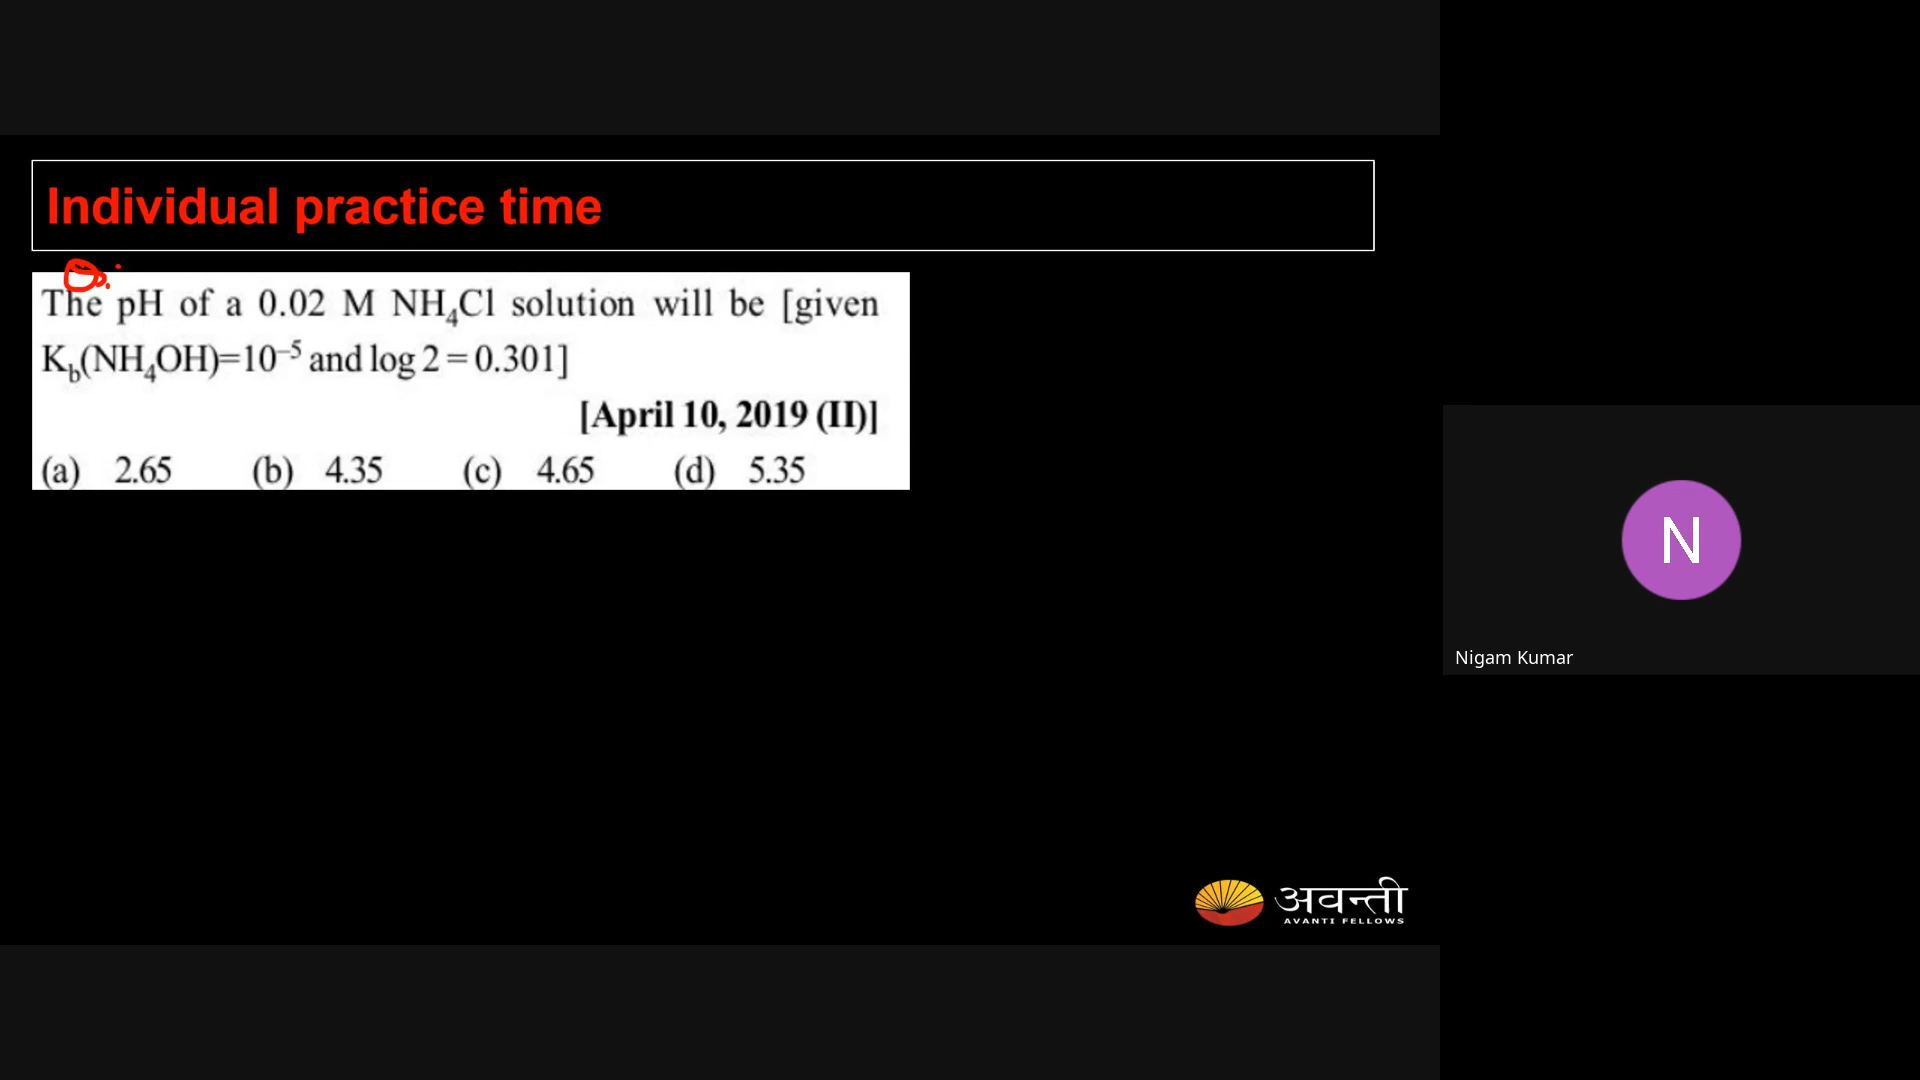 Individual practice time
The pH of a 0.02 M NH₄Cl solution will be [given
K_b(NH₄OH)=10⁻⁵ and log 2 = 0.301]
[April 10, 2019 (II)]
(a) 2.65 (b) 4.35 (c) 4.65 (d) 5.35
N
Nigam Kumar
अवन्ती
AVANTI FELLOWS